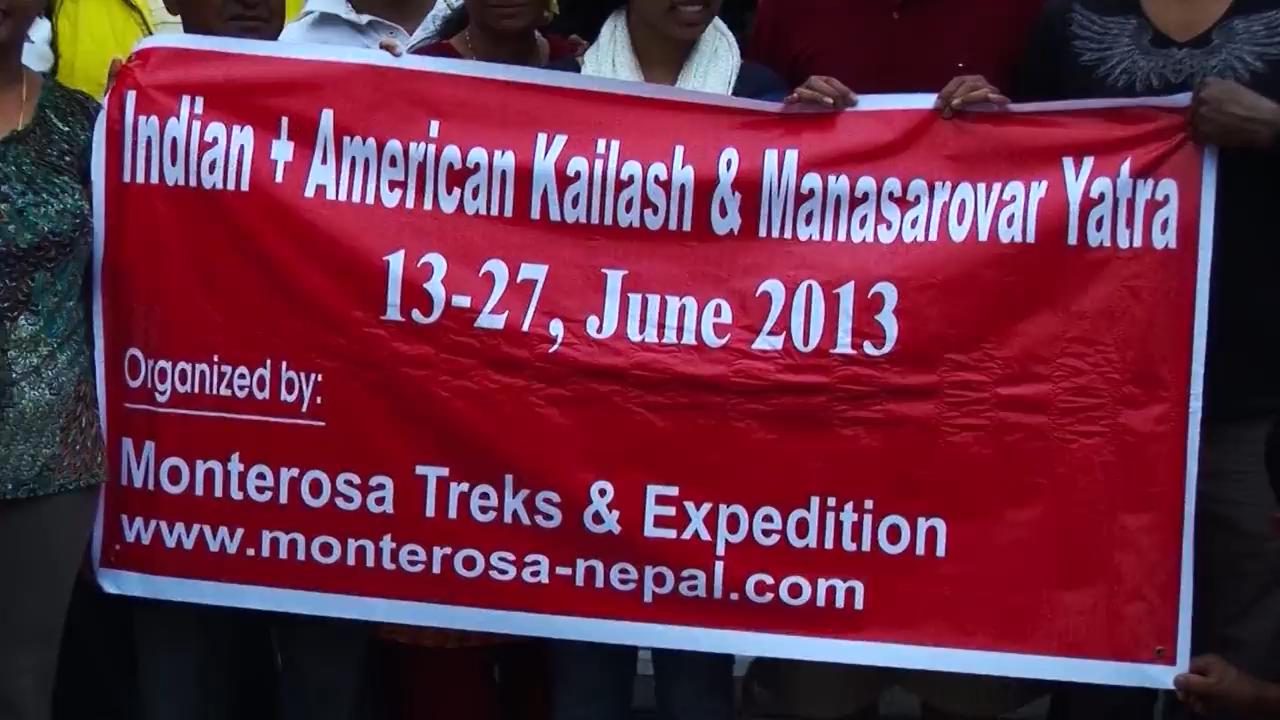 Indian + American Kailash & Manasarovar Yatra
13-27, June 2013
Organized by:
Monterosa Treks & Expedition
www.monterosa-nepal.com